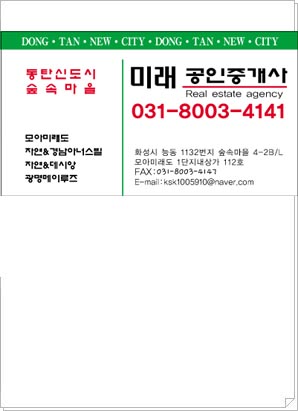 DONG · TAN · NEW · CITY · DONG · TAN · NEW · CITY
동탄신도시
숲속마을
미래 공인중개사
Real estate agency
031-8003-4141
모아미래도
자연&경남아너스빌
자연&데시앙
광명메이루즈
화성시 능동 1132번지 숲속마을 4-2B/L
모아미래도 1단지내상가 112호
FAX:031-8003-4147
E-mail:ksk1005910@naver.com